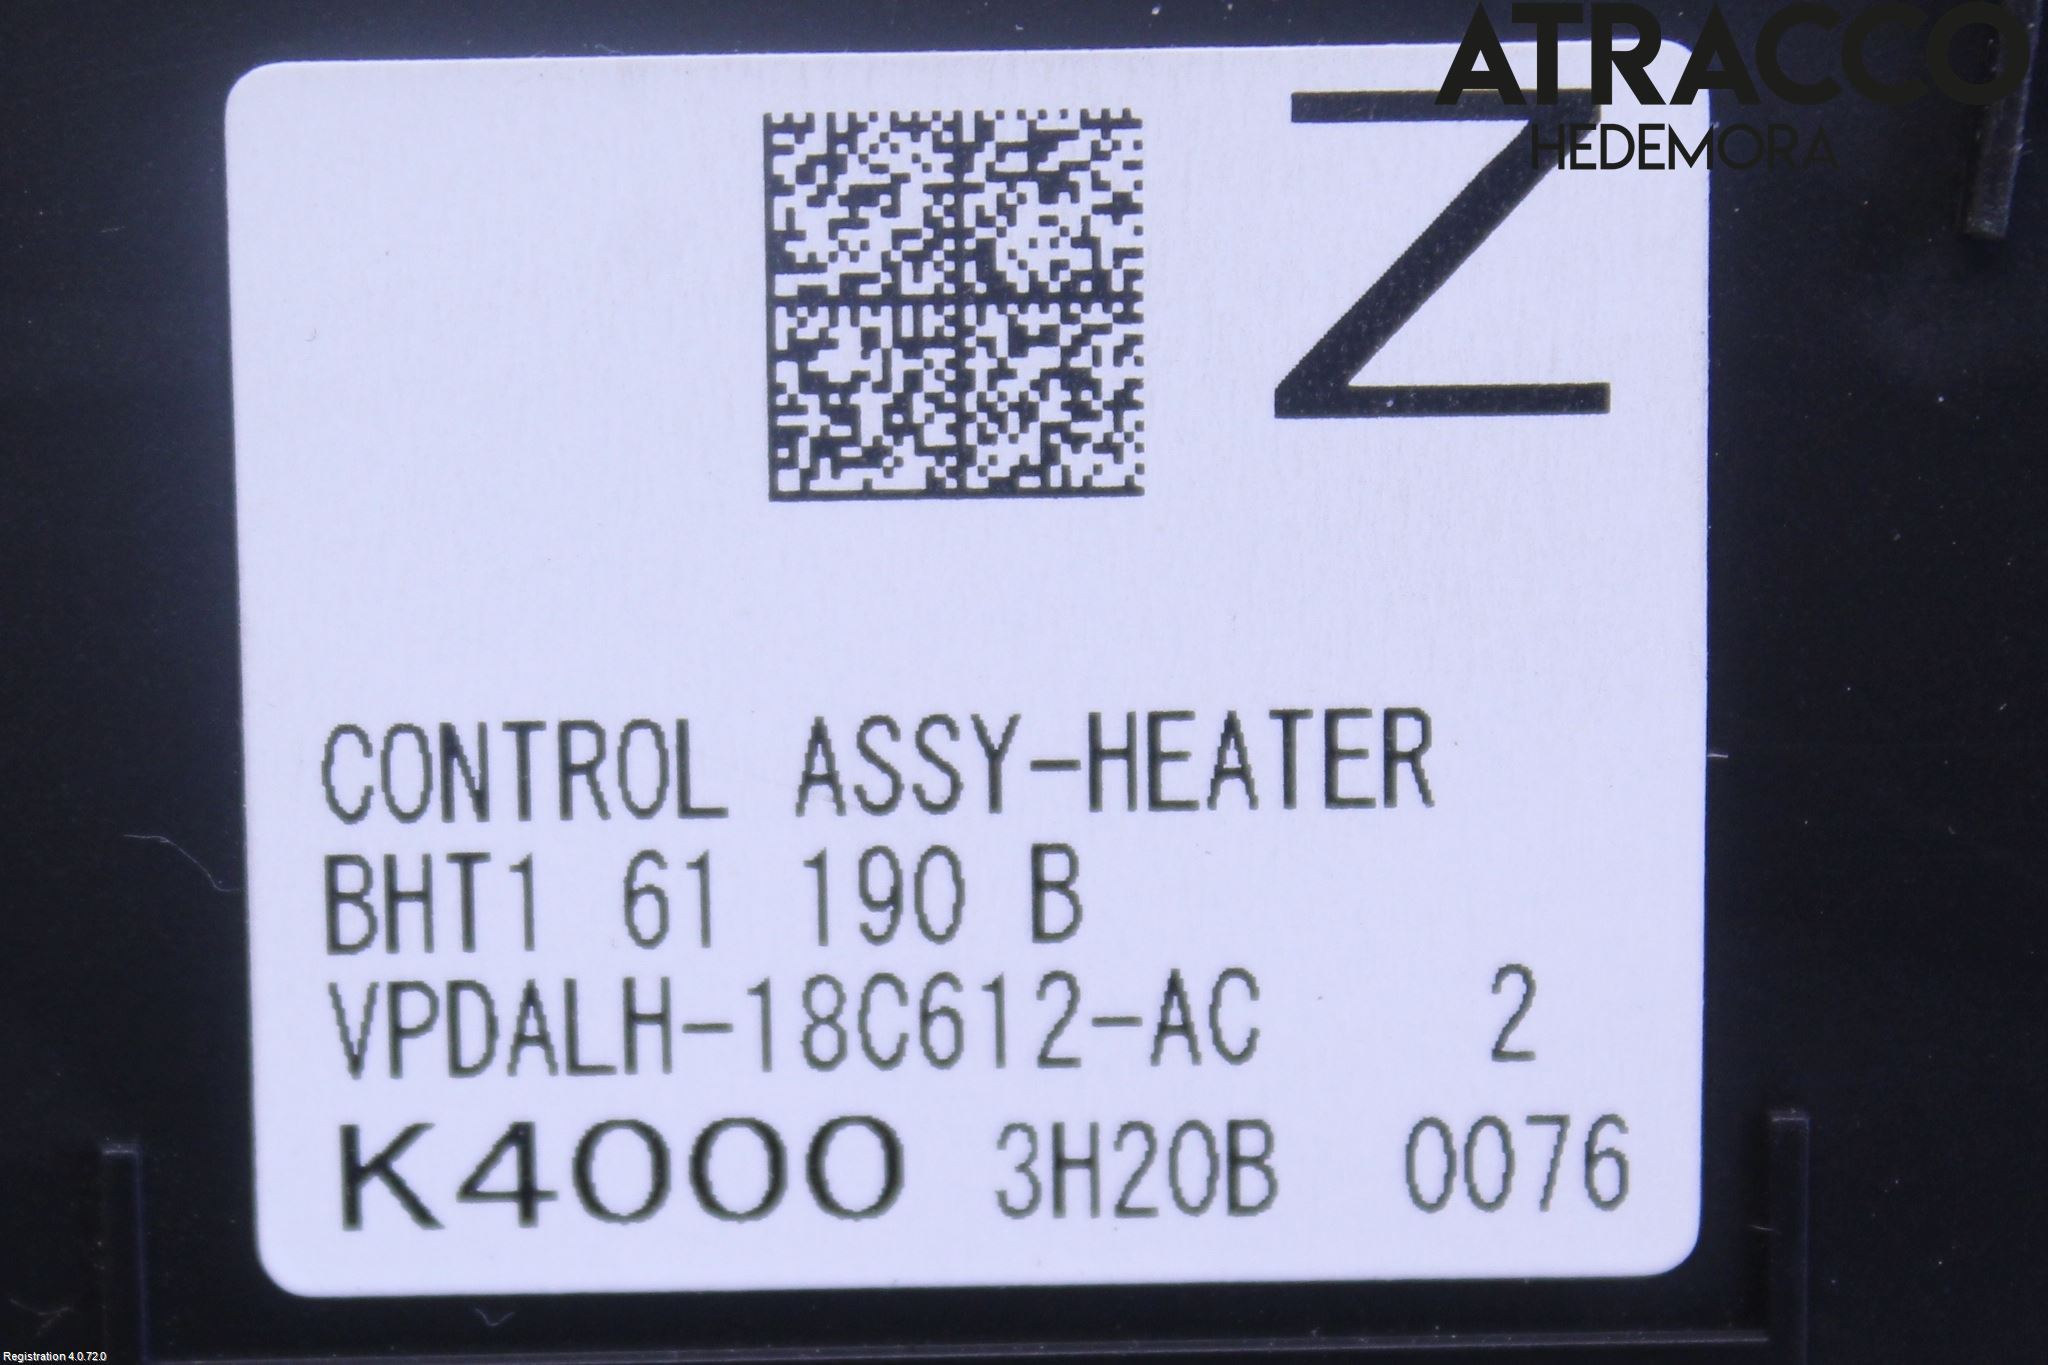 ATRACCO
HEDEMORA
Z
CONTROL ASSY-HEATER
BHT1 61 190 B
VPDALH-18C612-AC 2
K4000 3H20B 0076
Registration 4.0.72.0